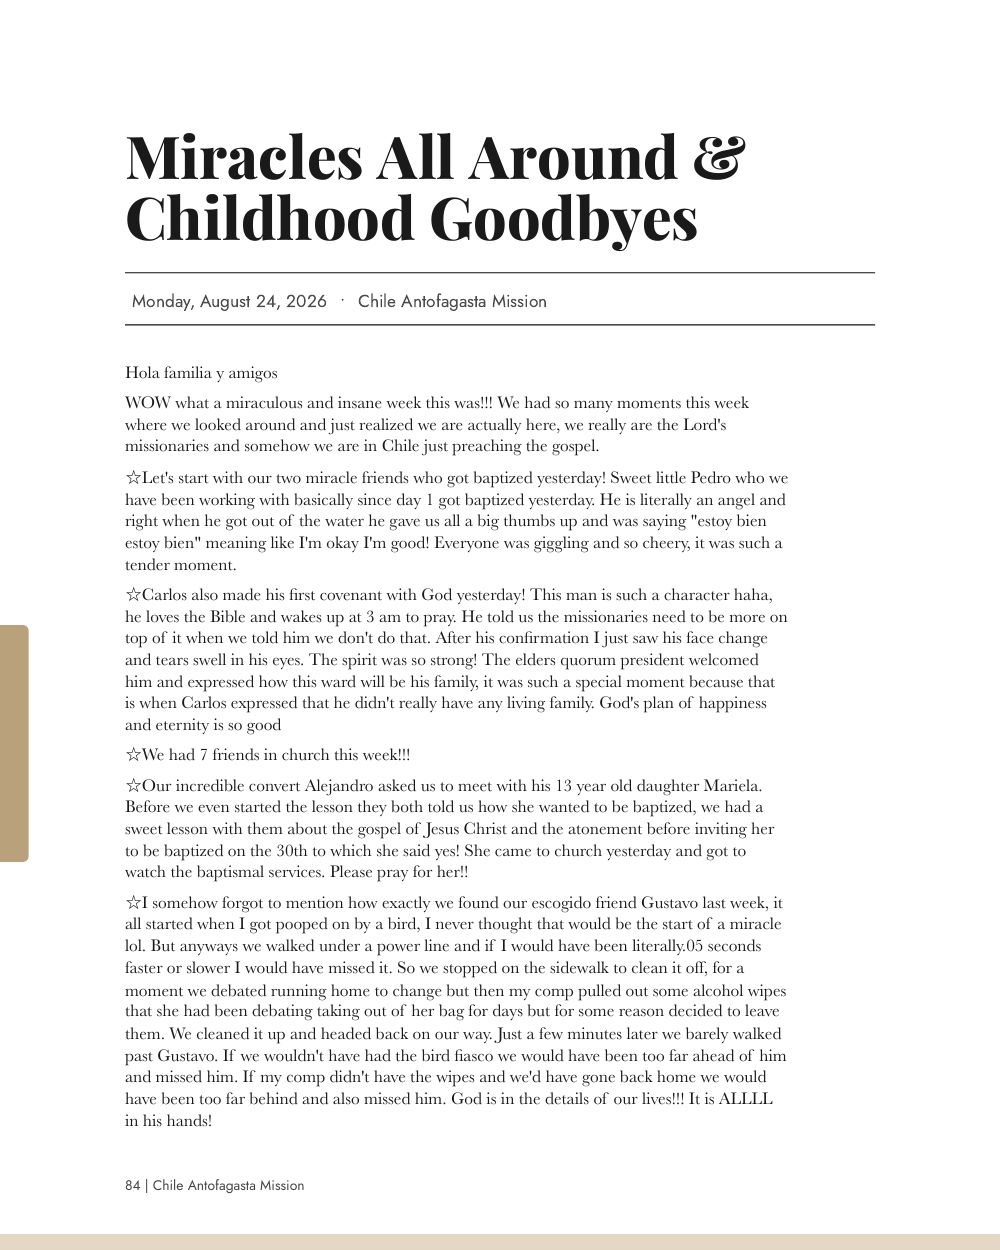 Miracles All Around &
Childhood Goodbyes
Monday, August 24, 2026 · Chile Antofagasta Mission
Hola familia y amigos
WOW what a miraculous and insane week this was!!! We had so many moments this week
where we looked around and just realized we are actually here, we really are the Lord's
missionaries and somehow we are in Chile just preaching the gospel.
☆Let's start with our two miracle friends who got baptized yesterday! Sweet little Pedro who we
have been working with basically since day 1 got baptized yesterday. He is literally an angel and
right when he got out of the water he gave us all a big thumbs up and was saying "estoy bien
estoy bien" meaning like I'm okay I'm good! Everyone was giggling and so cheery, it was such a
tender moment.
☆Carlos also made his first covenant with God yesterday! This man is such a character haha,
he loves the Bible and wakes up at 3 am to pray. He told us the missionaries need to be more on
top of it when we told him we don't do that. After his confirmation I just saw his face change
and tears swell in his eyes. The spirit was so strong! The elders quorum president welcomed
him and expressed how this ward will be his family, it was such a special moment because that
is when Carlos expressed that he didn't really have any living family. God's plan of happiness
and eternity is so good
☆We had 7 friends in church this week!!!
☆Our incredible convert Alejandro asked us to meet with his 13 year old daughter Mariela.
Before we even started the lesson they both told us how she wanted to be baptized, we had a
sweet lesson with them about the gospel of Jesus Christ and the atonement before inviting her
to be baptized on the 30th to which she said yes! She came to church yesterday and got to
watch the baptismal services. Please pray for her!!
☆I somehow forgot to mention how exactly we found our escogido friend Gustavo last week, it
all started when I got pooped on by a bird, I never thought that would be the start of a miracle
lol. But anyways we walked under a power line and if I would have been literally.05 seconds
faster or slower I would have missed it. So we stopped on the sidewalk to clean it off, for a
moment we debated running home to change but then my comp pulled out some alcohol wipes
that she had been debating taking out of her bag for days but for some reason decided to leave
them. We cleaned it up and headed back on our way. Just a few minutes later we barely walked
past Gustavo. If we wouldn't have had the bird fiasco we would have been too far ahead of him
and missed him. If my comp didn't have the wipes and we'd have gone back home we would
have been too far behind and also missed him. God is in the details of our lives!!! It is ALLLL
in his hands!
84 | Chile Antofagasta Mission